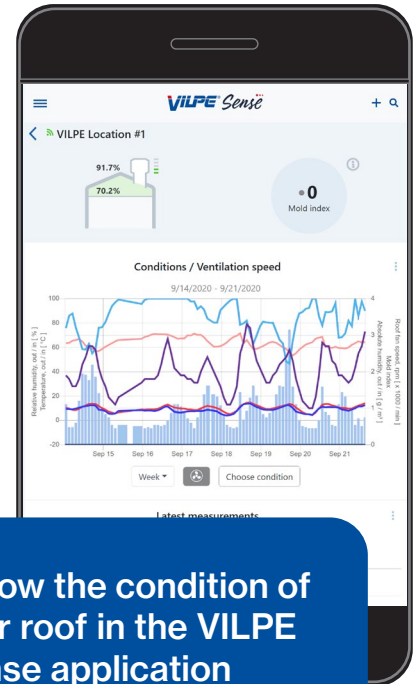 VILPE Sense
VILPE Location #1
91.7%
70.2%
0
Mold index
Conditions / Ventilation speed
9/14/2020 - 9/21/2020
Relative humidity, out / in [ % ]
Temperature, out / in [ °C ]
100
80
60
40
20
0
-20
4
3
2
1
0
Roof fan speed, rpm [ x 1000 / min ]
Mold index
Absolute humidity, out / in [ g / m³ ]
Sep 15 Sep 16 Sep 17 Sep 18 Sep 19 Sep 20 Sep 21
Week
Choose condition
Latest measurements
ow the condition of
r roof in the VILPE
nse application